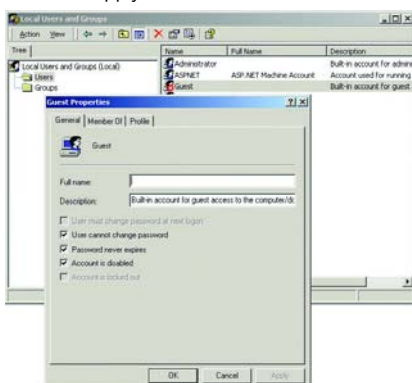 Local Users and Groups
Action View
Tree
Local Users and Groups (Local)
Users
Groups
Name Full Name Description
Administrator Built-in account for admini
ASPNET ASP.NET Machine Account Account used for running
Guest Built-in account for guest
Guest Properties
General Member Of Profile
Guest
Full name:
Description: Built-in account for guest access to the computer/do
User must change password at next logon
User cannot change password
Password never expires
Account is disabled
Account is locked out
OK Cancel Apply